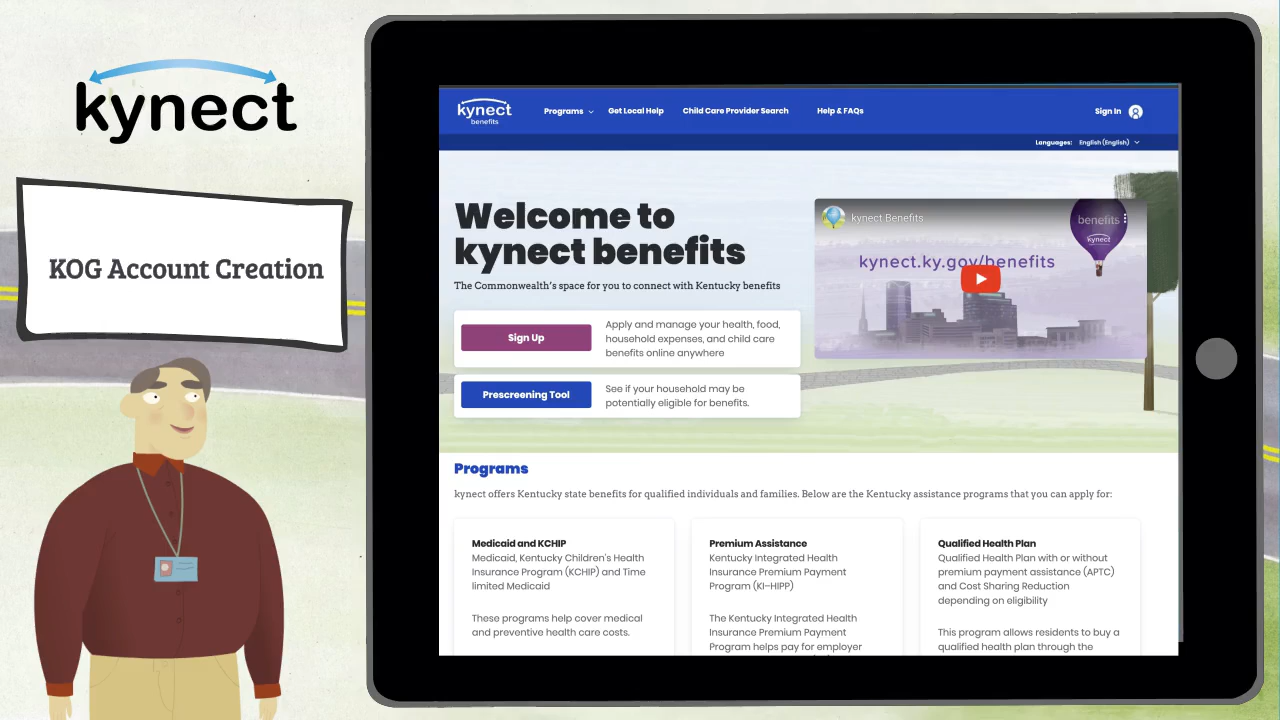 kynect
KOG Account Creation
kynect
benefits
Programs
Get Local Help
Child Care Provider Search
Help & FAQs
Sign In
Languages: English (English)
Welcome to
kynect benefits
The Commonwealth's space for you to connect with Kentucky benefits
Sign Up
Apply and manage your health, food,
household expenses, and child care
benefits online anywhere
Prescreening Tool
See if your household may be
potentially eligible for benefits.
kynect Benefits
benefits
kynect
kynect.ky.gov/benefits
Programs
kynect offers Kentucky state benefits for qualified individuals and families. Below are the Kentucky assistance programs that you can apply for:
Medicaid and KCHIP
Medicaid, Kentucky Children's Health
Insurance Program (KCHIP) and Time
limited Medicaid
These programs help cover medical
and preventive health care costs.
Premium Assistance
Kentucky Integrated Health
Insurance Premium Payment
Program (KI-HIPP)
The Kentucky Integrated Health
Insurance Premium Payment
Program helps pay for employer
Qualified Health Plan
Qualified Health Plan with or without
premium payment assistance (APTC)
and Cost Sharing Reduction
depending on eligibility
This program allows residents to buy a
qualified health plan through the